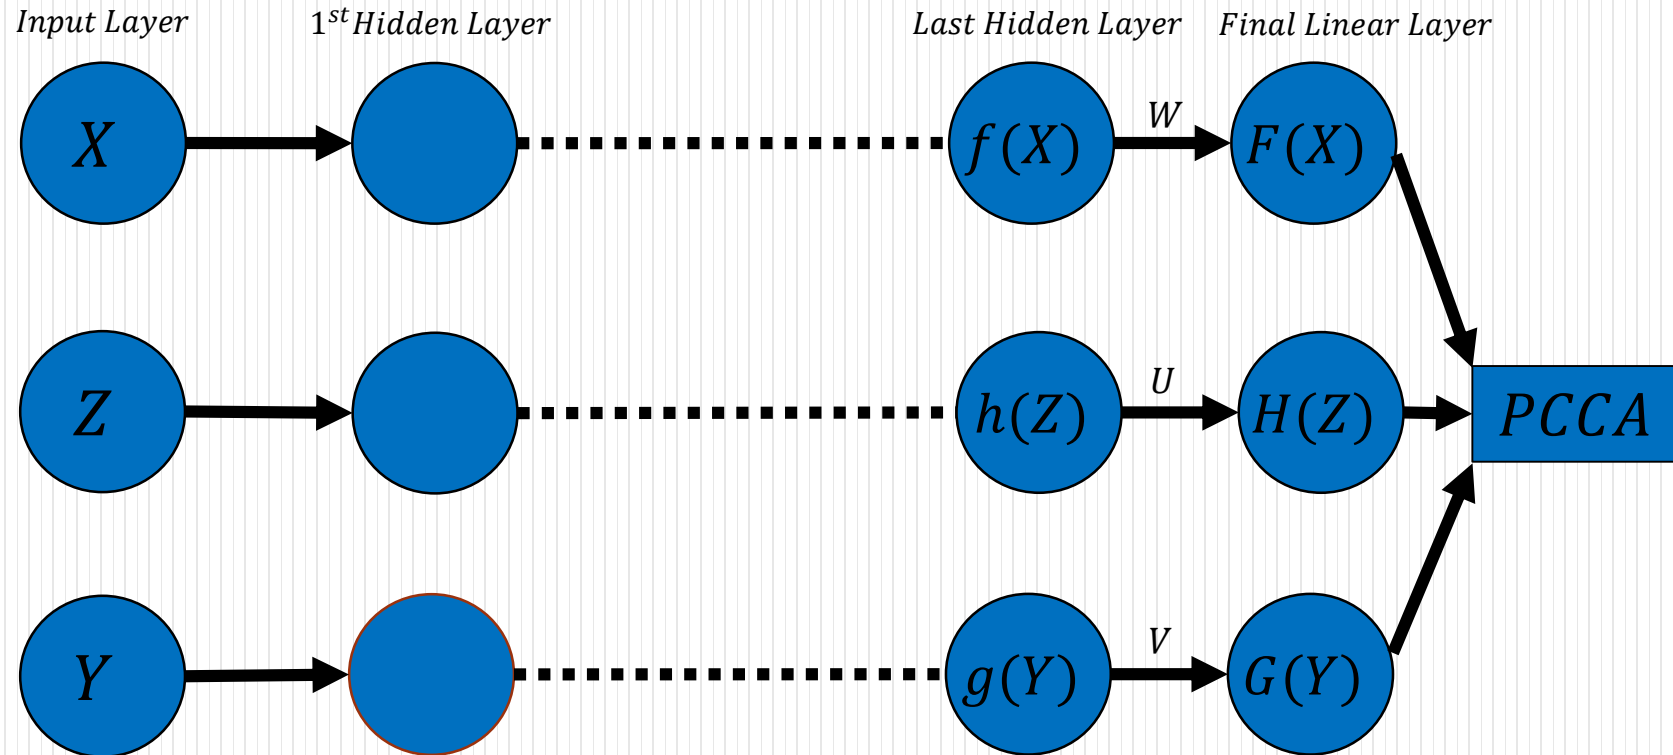 Input Layer 1st Hidden Layer Last Hidden Layer Final Linear Layer
X f(X) W F(X)
Z h(Z) U H(Z) PCCA
Y g(Y) V G(Y)